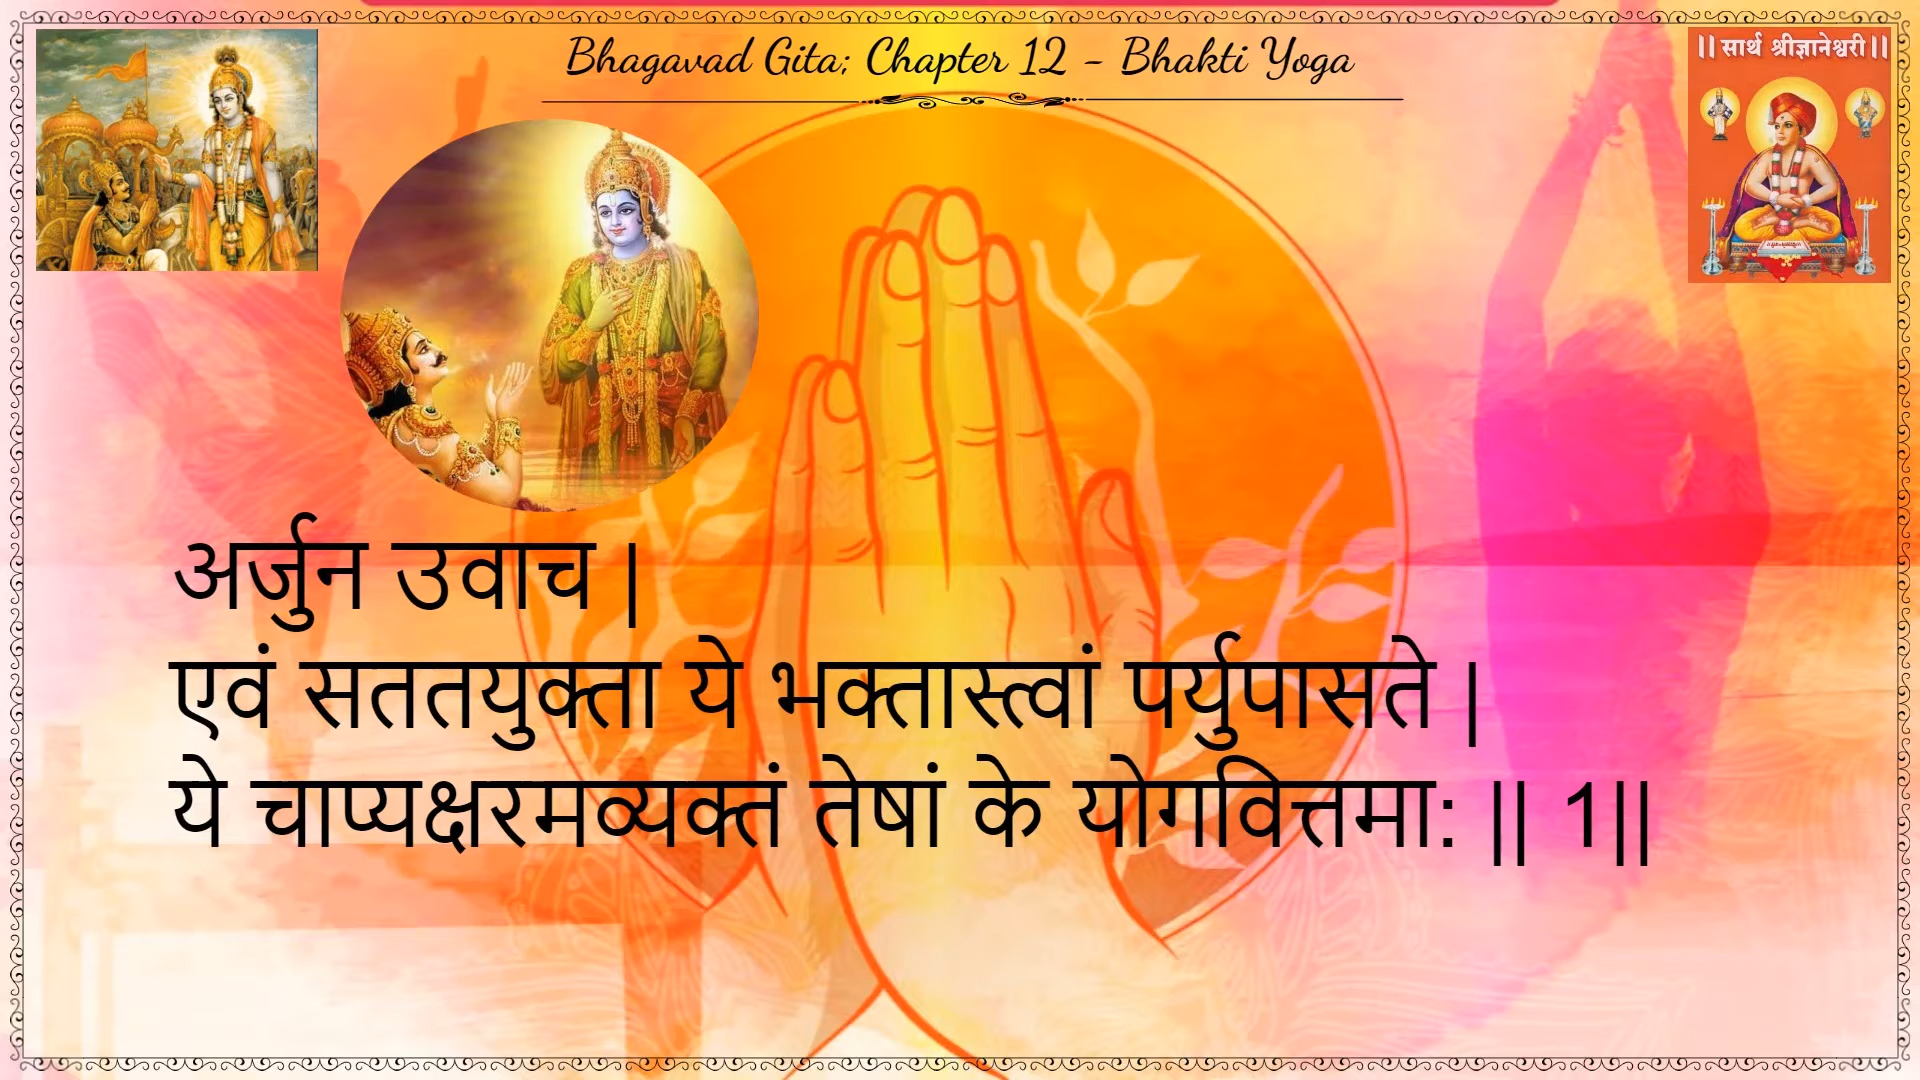 Bhagavad Gita; Chapter 12 - Bhakti Yoga
|| सार्थ श्रीज्ञानेश्वरी ||
अर्जुन उवाच |
एवं सततयुक्ता ये भक्तास्त्वां पर्युपासते |
ये चाप्यक्षरमव्यक्तं तेषां के योगवित्तमा: || 1||